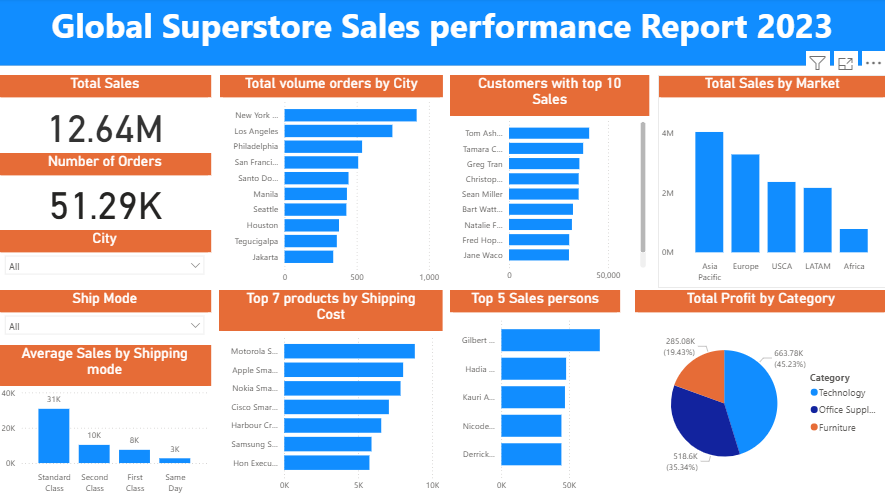 Global Superstore Sales performance Report 2023
Total Sales
12.64M
Number of Orders
51.29K
City
All
Ship Mode
All
Average Sales by Shipping
mode
40K
20K
0K
31K
10K
8K
3K
Standard
Class
Second
Class
First
Class
Same
Day
Total volume orders by City
New York ...
Los Angeles
Philadelphia
San Franci...
Santo Do...
Manila
Seattle
Houston
Tegucigalpa
Jakarta
0
500
1,000
Customers with top 10
Sales
Tom Ash...
Tamara C...
Greg Tran
Christop...
Sean Miller
Bart Watt...
Natalie F...
Fred Hop...
Jane Waco
0
50,000
Total Sales by Market
4M
2M
0M
Asia
Pacific
Europe
USCA
LATAM
Africa
Top 7 products by Shipping
Cost
Motorola S...
Apple Sma...
Nokia Sma...
Cisco Smar...
Harbour Cr...
Samsung S...
Hon Execu...
0K
5K
10K
Top 5 Sales persons
Gilbert ...
Hadia ...
Kauri A...
Nicode...
Derrick...
0K
50K
Total Profit by Category
285.08K
(19.43%)
663.78K
(45.23%)
518.6K
(35.34%)
Category
Technology
Office Suppl...
Furniture